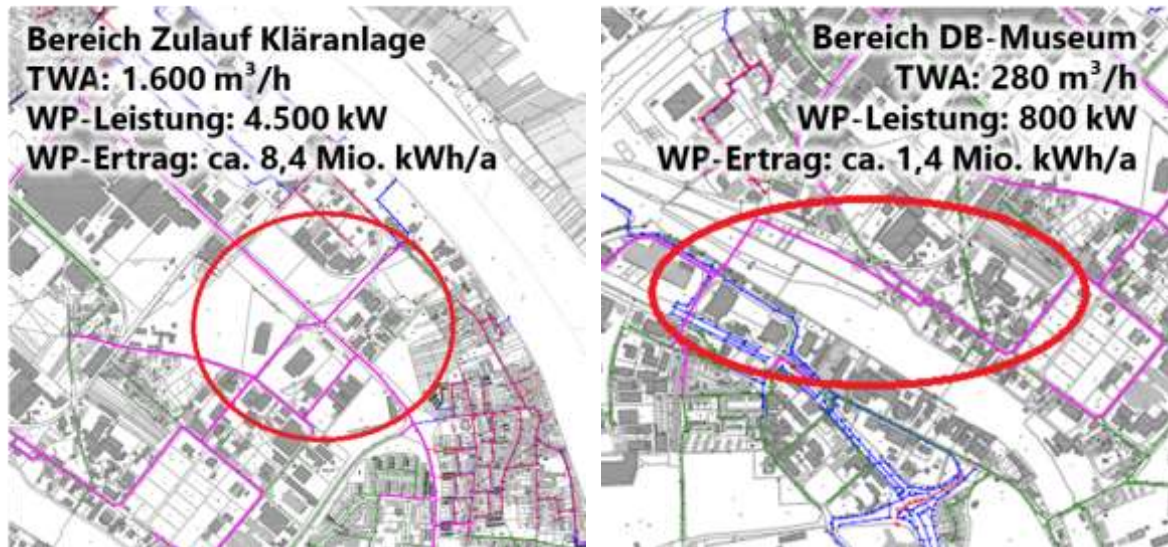 Bereich Zulauf Kläranlage
TWA: 1.600 m³/h
WP-Leistung: 4.500 kW
WP-Ertrag: ca. 8,4 Mio. kWh/a
Bereich DB-Museum
TWA: 280 m³/h
WP-Leistung: 800 kW
WP-Ertrag: ca. 1,4 Mio. kWh/a